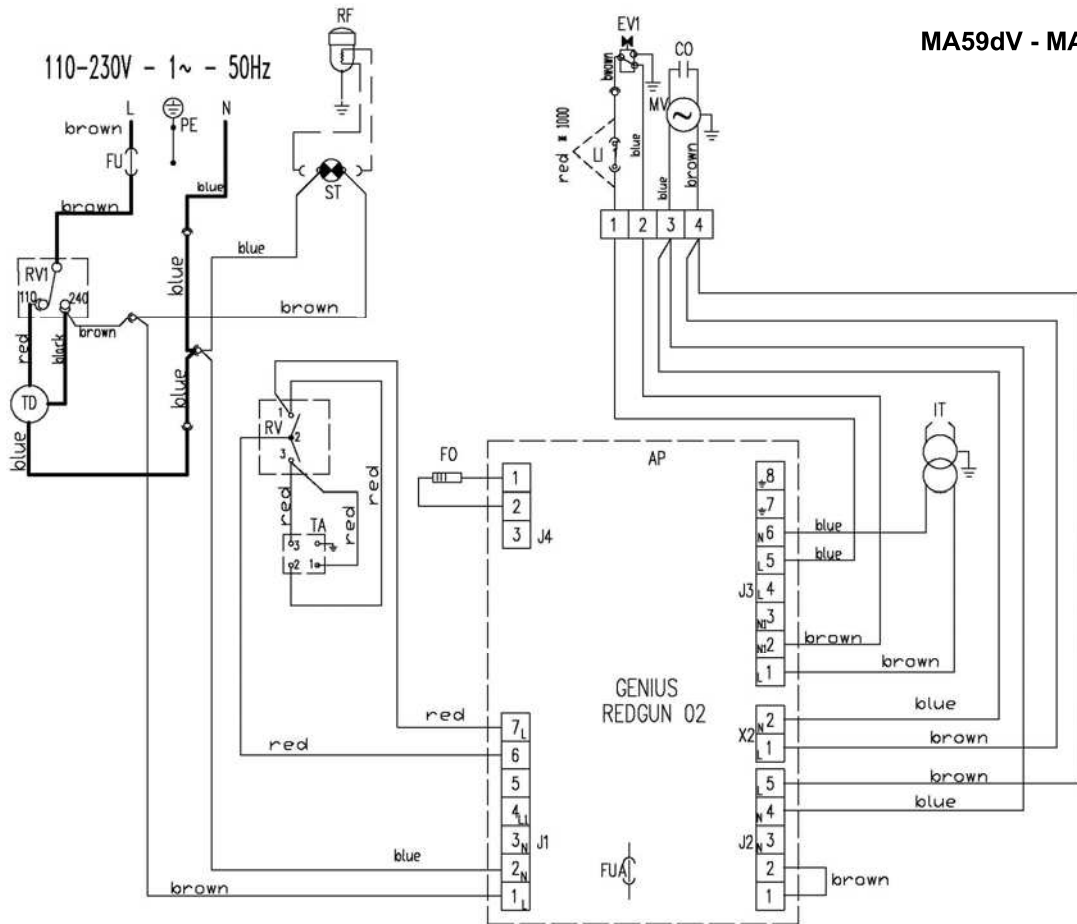 MA59dV - MA
110-230V - 1~ - 50Hz
RF
EV1
CO
MV
L
PE
N
brown
FU
brown
blue
ST
blue
brown
red * 1000
LI
blue
blue
brown
1 2 3 4
RV1
110
240
blue
brown
brown
red
black
TD
blue
blue
RV
1
2
3
red
red
red
TA
3
2
1
FO
1
2
3
J4
AP
IT
8
7
N 6
L 5
L 4
N1 3
N1 2
L 1
J3
blue
blue
brown
brown
GENIUS
REDGUN 02
N 2
L 1
X2
blue
brown
L 5
N 4
N 3
2
1
J2
brown
blue
brown
red
red
7 L
6
5
4 L1
3 N
2 N
1 L
J1
blue
brown
FUA